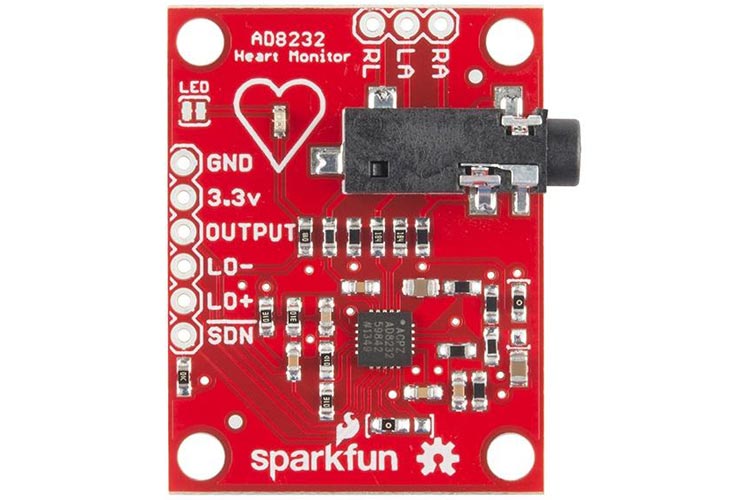 RA
LA
RL
AD8232
Heart Monitor
LED
GND
3.3v
OUTPUT
LO-
LO+
SDN
ACPZ
AD8232
59842
#1349
sparkfun